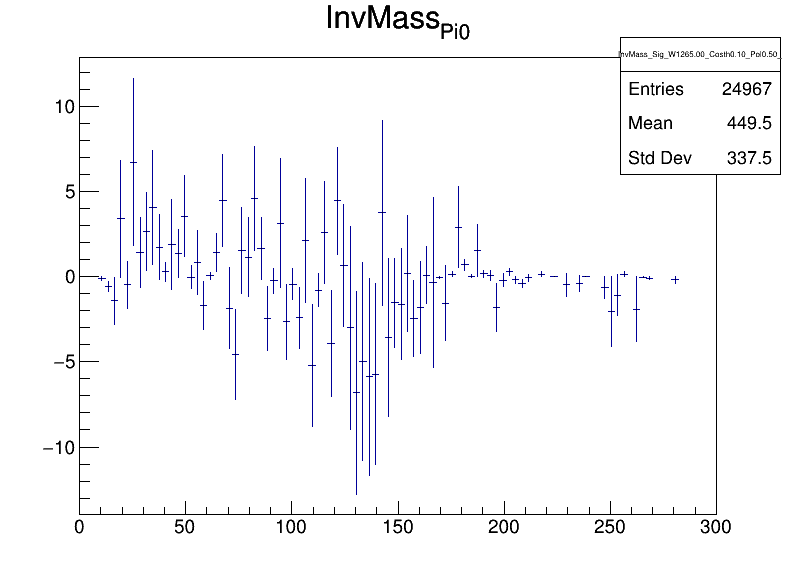 InvMass_Pi0
InvMass_Sig_W1265.00_Costh0.10_Pol0.50_
Entries 24967
Mean 449.5
Std Dev 337.5
10
5
0
−5
−10
0 50 100 150 200 250 300